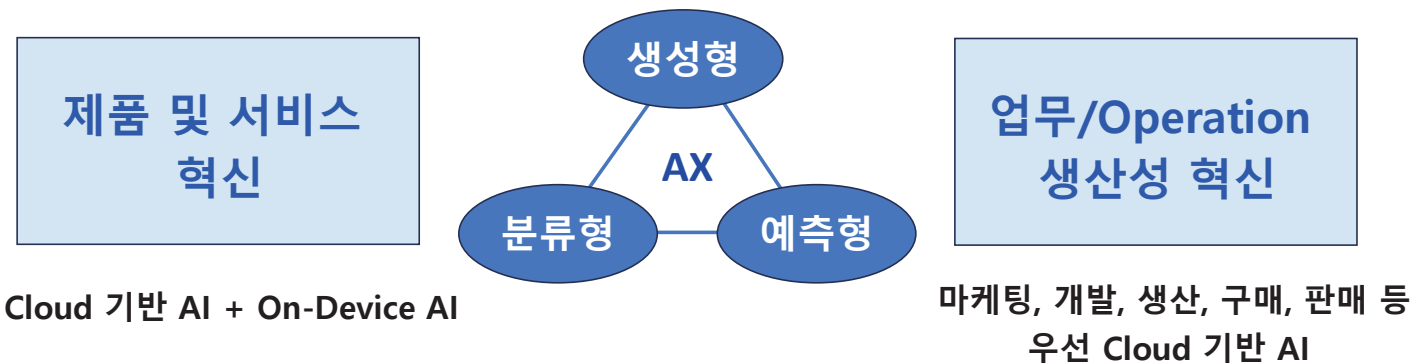 제품 및 서비스
혁신
Cloud 기반 AI + On-Device AI
생성형
AX
분류형
예측형
업무/Operation
생산성 혁신
마케팅, 개발, 생산, 구매, 판매 등
우선 Cloud 기반 AI